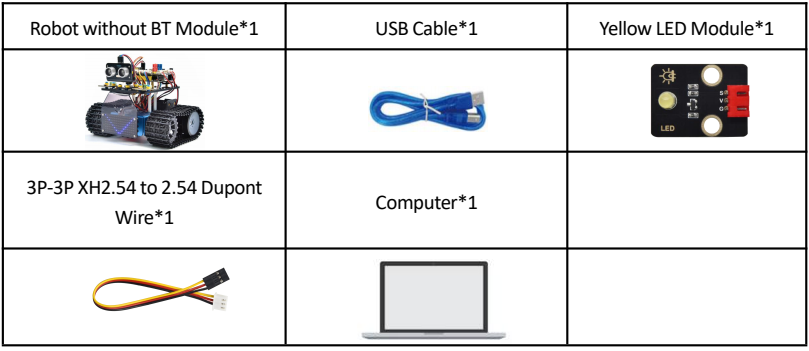 Robot without BT Module*1
USB Cable*1
Yellow LED Module*1
S
V
G
LED
3P-3P XH2.54 to 2.54 Dupont
Wire*1
Computer*1